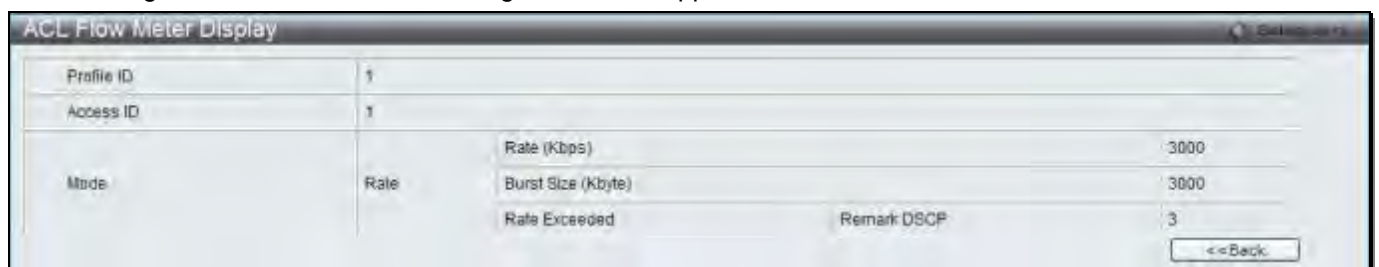 ACL Flow Meter Display
Profile ID 1
Access ID 1
Rate (Kbps) 3000
Mode Rate Burst Size (Kbyte) 3000
Rate Exceeded Remark DSCP 3
<<Back